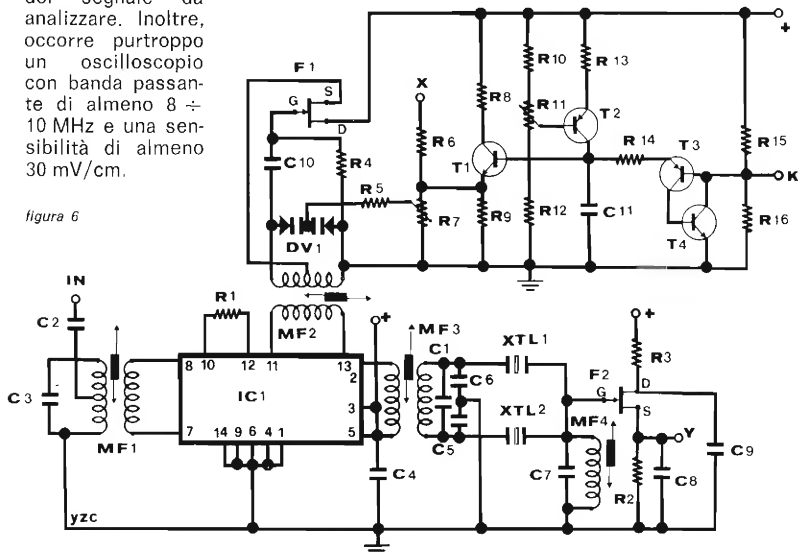 del segnale da
analizzare. Inoltre,
occorre purtroppo
un oscilloscopio
con banda passan-
te di almeno 8 ÷
10 MHz e una sen-
sibilità di almeno
30 mV/cm.
figura 6
F1
S
G
D
C10
R4
R5
DV1
X
R6
R7
R8
T1
R9
R10
R11
R12
R13
T2
R14
C11
T3
T4
+
R15
K
R16
IN
C2
C3
MF1
R1
MF2
8 10 12 11 13
2
IC1
3
7
14 9 6 4 1
5
+
MF3
C1
C6
C5
C4
XTL1
XTL2
+
R3
F2
D
G
S
MF4
Y
C7
R2
C8
C9
yzc